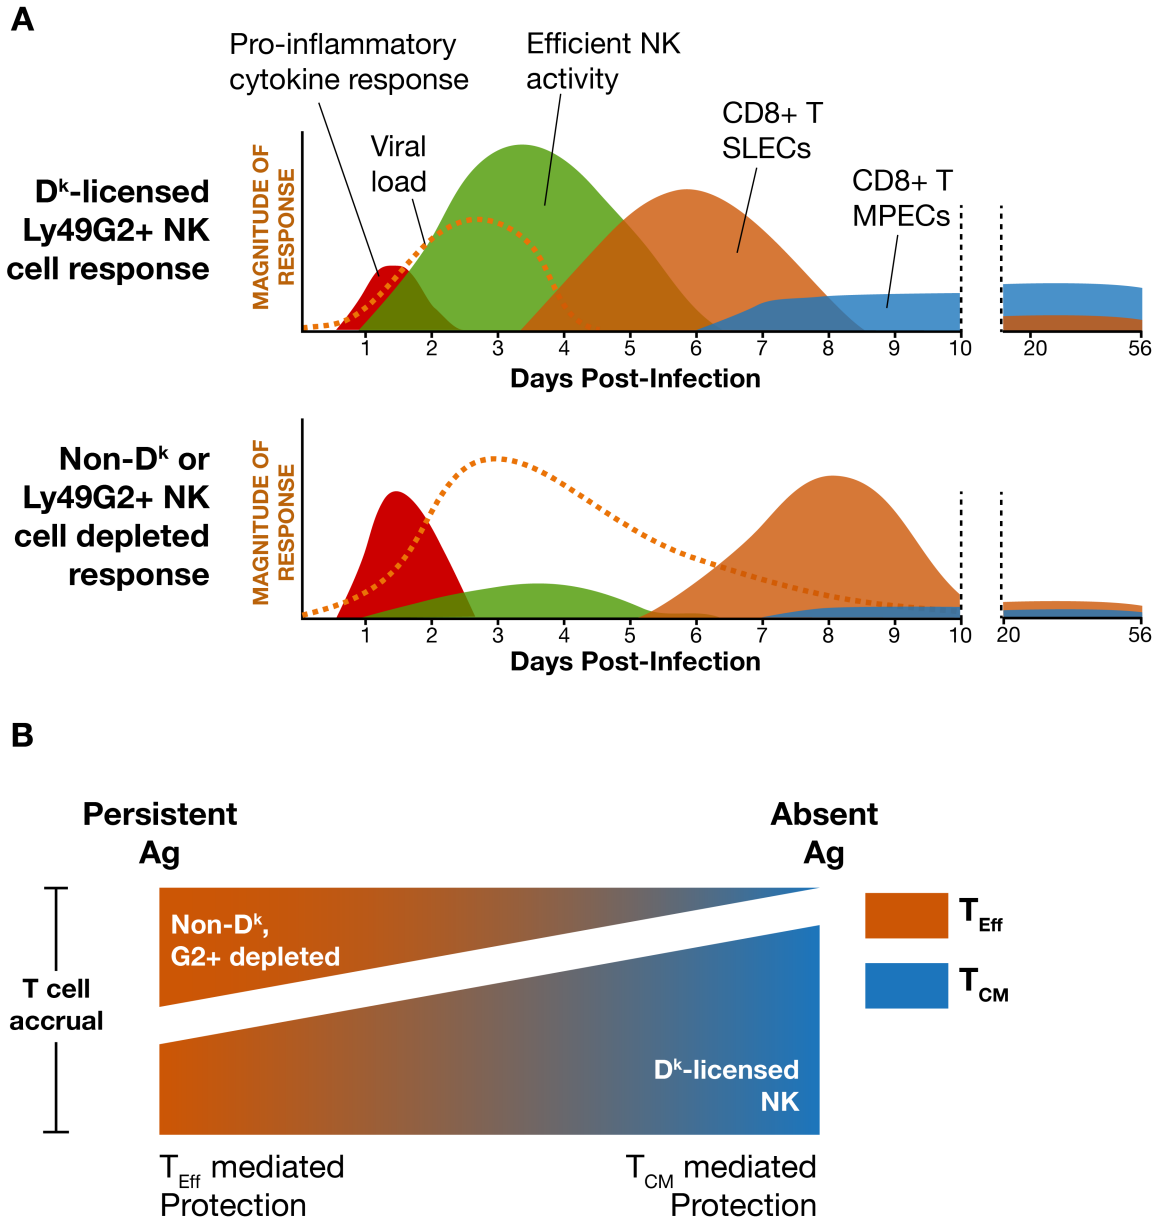 A
Pro-inflammatory
cytokine response
Efficient NK
activity
Viral
load
CD8+ T
SLECs
CD8+ T
MPECs
Dᵏ-licensed
Ly49G2+ NK
cell response
MAGNITUDE OF
RESPONSE
1 2 3 4 5 6 7 8 9 10 20 56
Days Post-Infection
Non-Dᵏ or
Ly49G2+ NK
cell depleted
response
MAGNITUDE OF
RESPONSE
1 2 3 4 5 6 7 8 9 10 20 56
Days Post-Infection
B
Persistent
Ag
Absent
Ag
Non-Dᵏ,
G2+ depleted
T cell
accrual
Dᵏ-licensed
NK
TEff
TCM
TEff mediated
Protection
TCM mediated
Protection